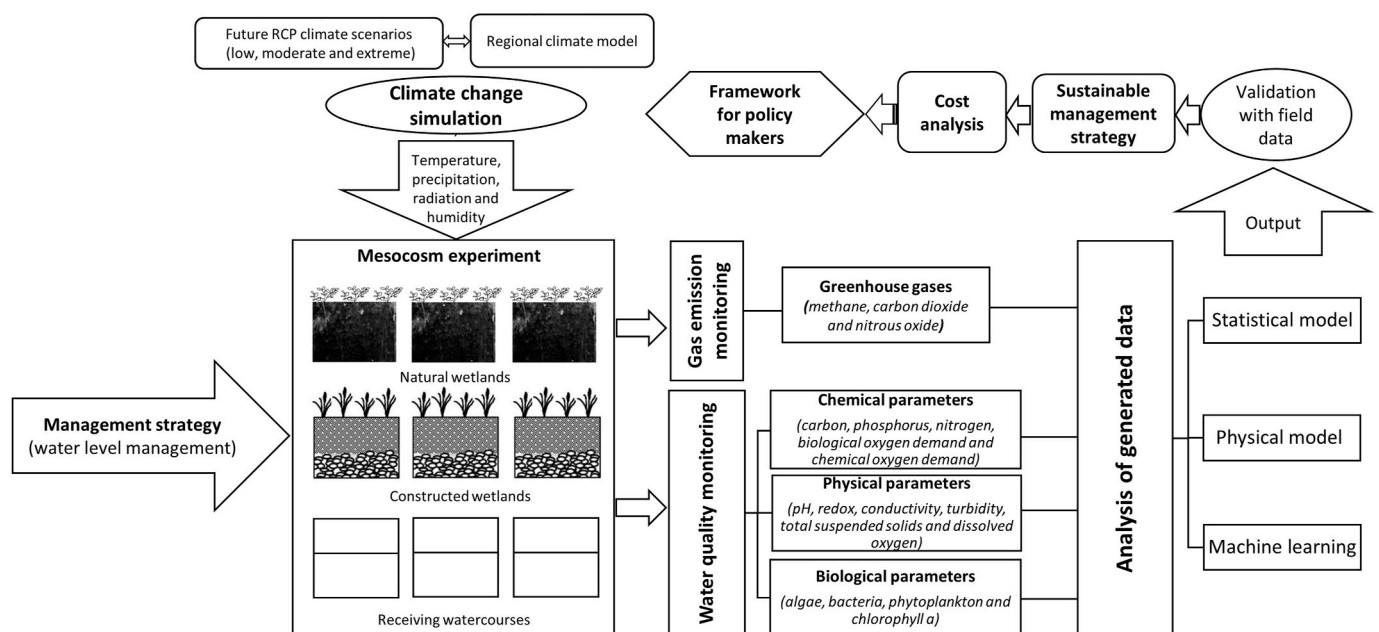 Future RCP climate scenarios
(low, moderate and extreme)
Regional climate model
Climate change
simulation
Temperature,
precipitation,
radiation and
humidity
Framework
for policy
makers
Cost
analysis
Sustainable
management
strategy
Validation
with field
data
Output
Management strategy
(water level management)
Mesocosm experiment
Natural wetlands
Constructed wetlands
Receiving watercourses
Gas emission
monitoring
Greenhouse gases
(methane, carbon dioxide
and nitrous oxide)
Water quality monitoring
Chemical parameters
(carbon, phosphorus, nitrogen,
biological oxygen demand and
chemical oxygen demand)
Physical parameters
(pH, redox, conductivity, turbidity,
total suspended solids and dissolved
oxygen)
Biological parameters
(algae, bacteria, phytoplankton and
chlorophyll a)
Analysis of generated data
Statistical model
Physical model
Machine learning